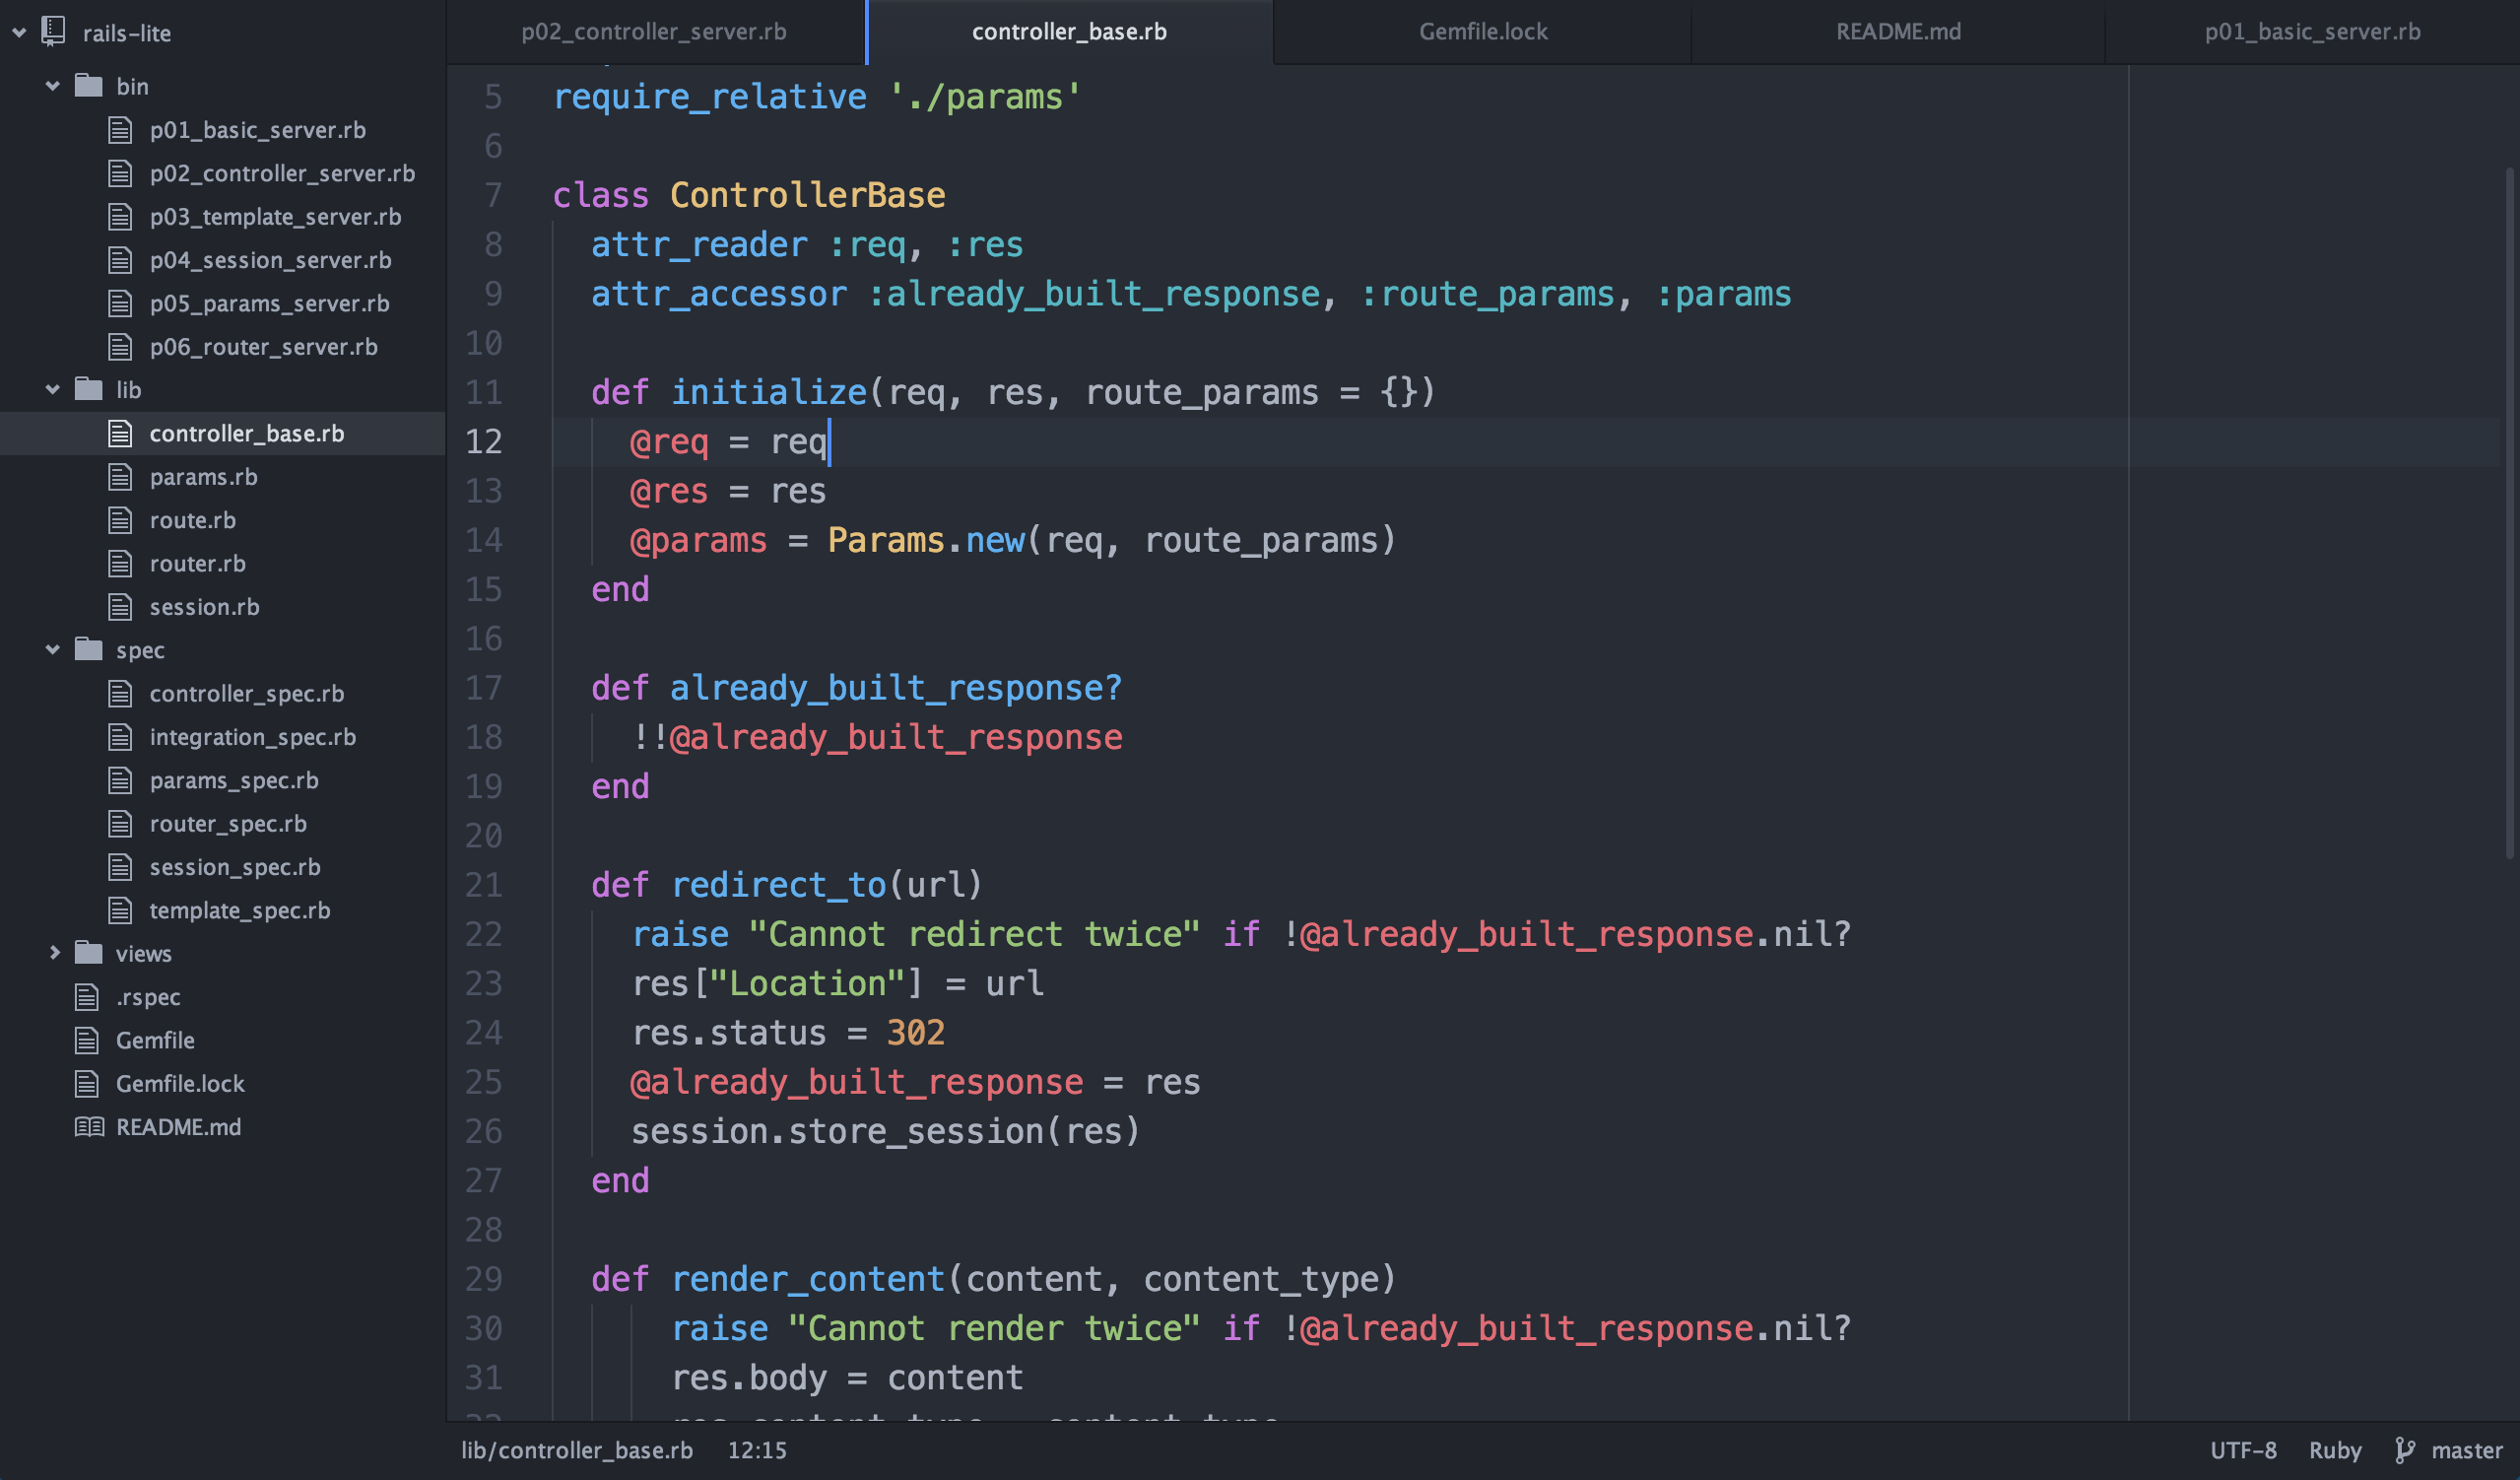 rails-lite
bin
p01_basic_server.rb
p02_controller_server.rb
p03_template_server.rb
p04_session_server.rb
p05_params_server.rb
p06_router_server.rb
lib
controller_base.rb
params.rb
route.rb
router.rb
session.rb
spec
controller_spec.rb
integration_spec.rb
params_spec.rb
router_spec.rb
session_spec.rb
template_spec.rb
views
.rspec
Gemfile
Gemfile.lock
README.md
p02_controller_server.rb controller_base.rb Gemfile.lock README.md p01_basic_server.rb
5 require_relative './params'
6
7 class ControllerBase
8   attr_reader :req, :res
9   attr_accessor :already_built_response, :route_params, :params
10
11   def initialize(req, res, route_params = {})
12     @req = req
13     @res = res
14     @params = Params.new(req, route_params)
15   end
16
17   def already_built_response?
18     !!@already_built_response
19   end
20
21   def redirect_to(url)
22     raise "Cannot redirect twice" if !@already_built_response.nil?
23     res["Location"] = url
24     res.status = 302
25     @already_built_response = res
26     session.store_session(res)
27   end
28
29   def render_content(content, content_type)
30       raise "Cannot render twice" if !@already_built_response.nil?
31       res.body = content
lib/controller_base.rb 12:15 UTF-8 Ruby master